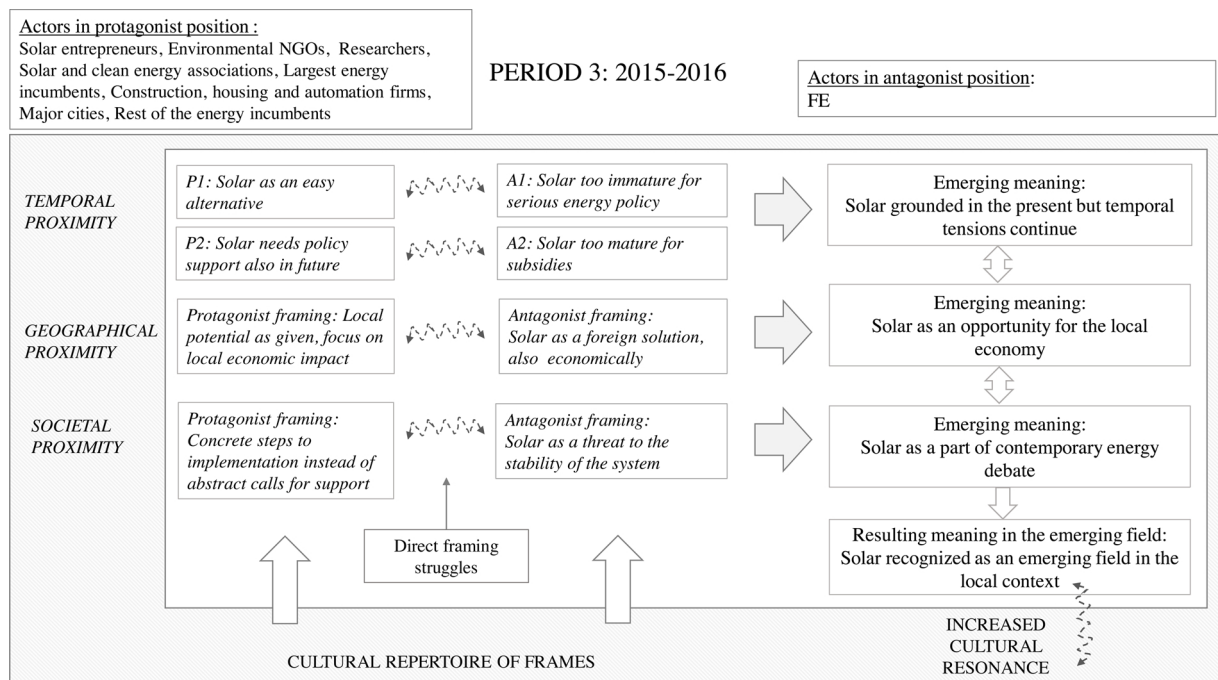 Actors in protagonist position :
Solar entrepreneurs, Environmental NGOs, Researchers,
Solar and clean energy associations, Largest energy
incumbents, Construction, housing and automation firms,
Major cities, Rest of the energy incumbents
PERIOD 3: 2015-2016
Actors in antagonist position:
FE
TEMPORAL
PROXIMITY
P1: Solar as an easy
alternative
A1: Solar too immature for
serious energy policy
P2: Solar needs policy
support also in future
A2: Solar too mature for
subsidies
Emerging meaning:
Solar grounded in the present but temporal
tensions continue
GEOGRAPHICAL
PROXIMITY
Protagonist framing: Local
potential as given, focus on
local economic impact
Antagonist framing:
Solar as a foreign solution,
also economically
Emerging meaning:
Solar as an opportunity for the local
economy
SOCIETAL
PROXIMITY
Protagonist framing:
Concrete steps to
implementation instead of
abstract calls for support
Antagonist framing:
Solar as a threat to the
stability of the system
Emerging meaning:
Solar as a part of contemporary energy
debate
Direct framing
struggles
Resulting meaning in the emerging field:
Solar recognized as an emerging field in the
local context
CULTURAL REPERTOIRE OF FRAMES
INCREASED
CULTURAL
RESONANCE